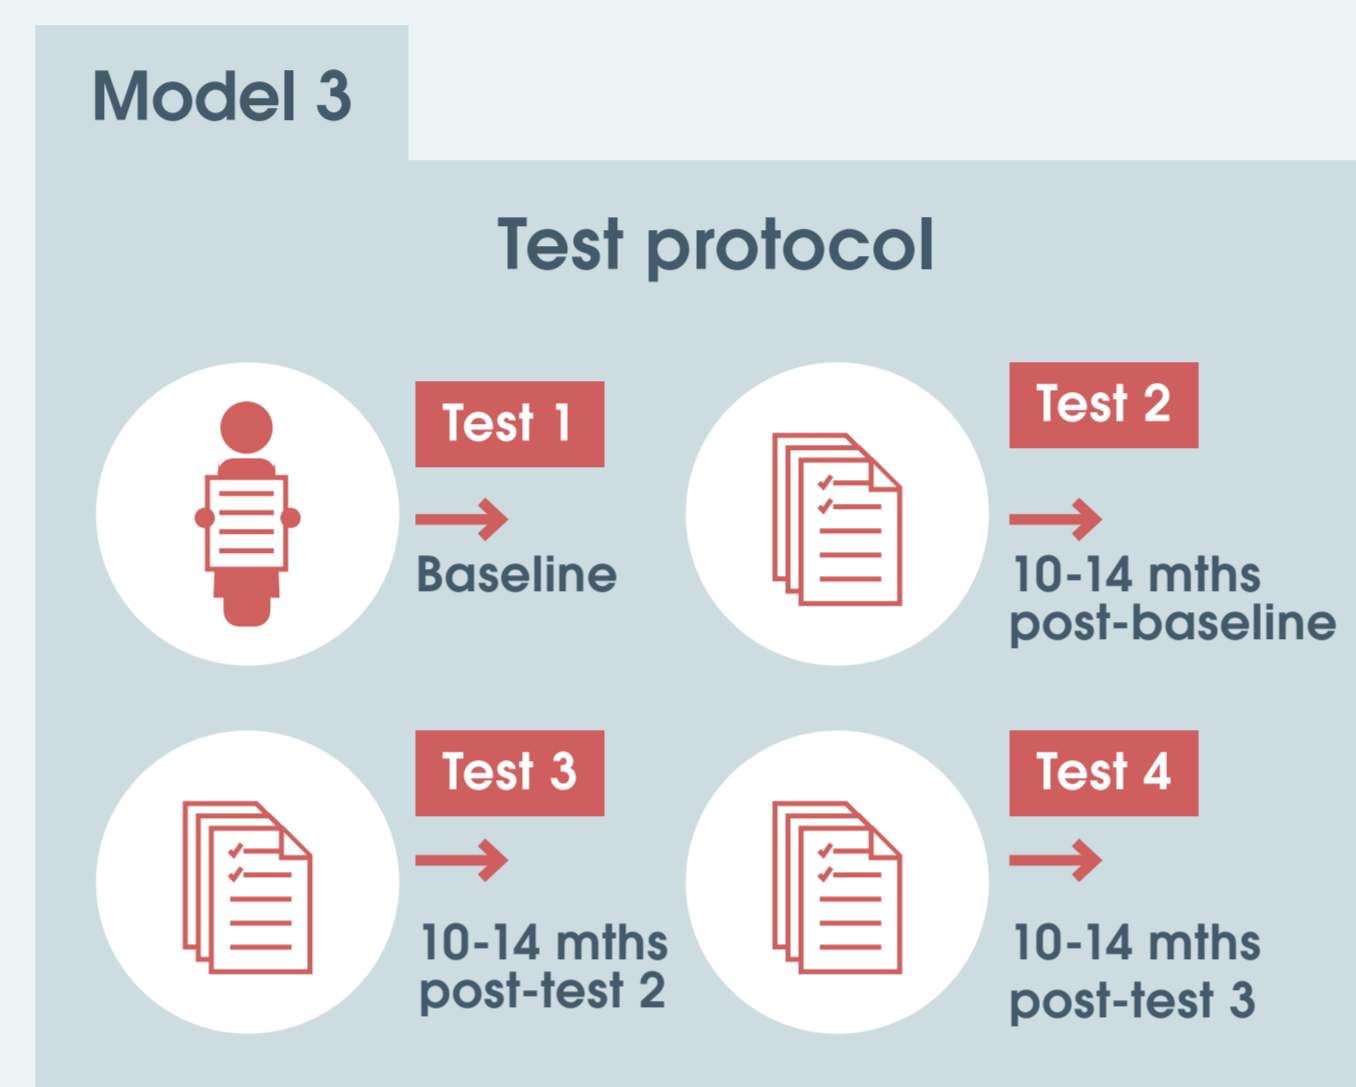 Model 3
Test protocol
Test 1
Baseline
Test 2
10-14 mths
post-baseline
Test 3
10-14 mths
post-test 2
Test 4
10-14 mths
post-test 3